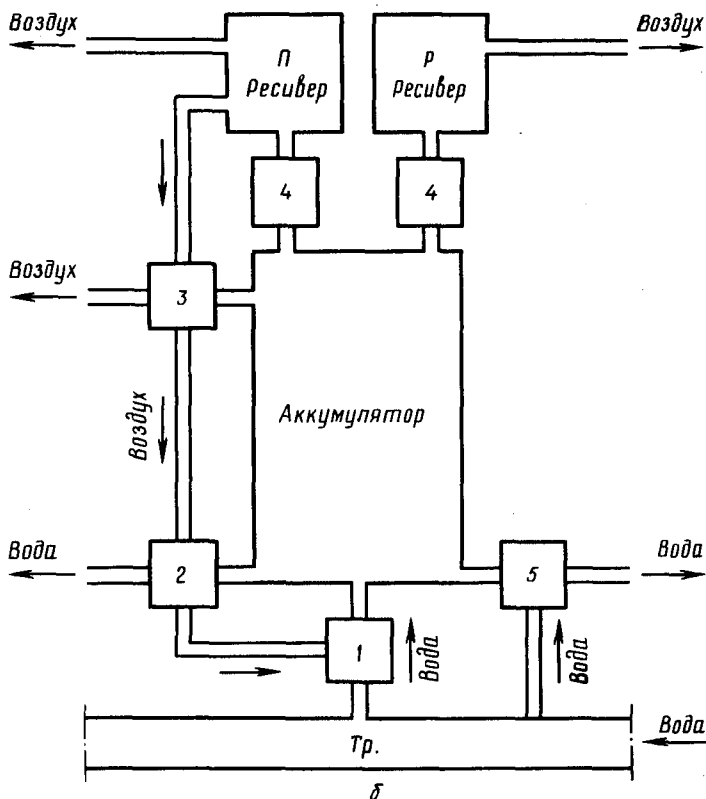 Воздух
Воздух
П
Ресивер
Р
Ресивер
4
4
Воздух
3
Аккумулятор
Воздух
Вода
2
5
Вода
1
Вода
Вода
Вода
Тр.
б